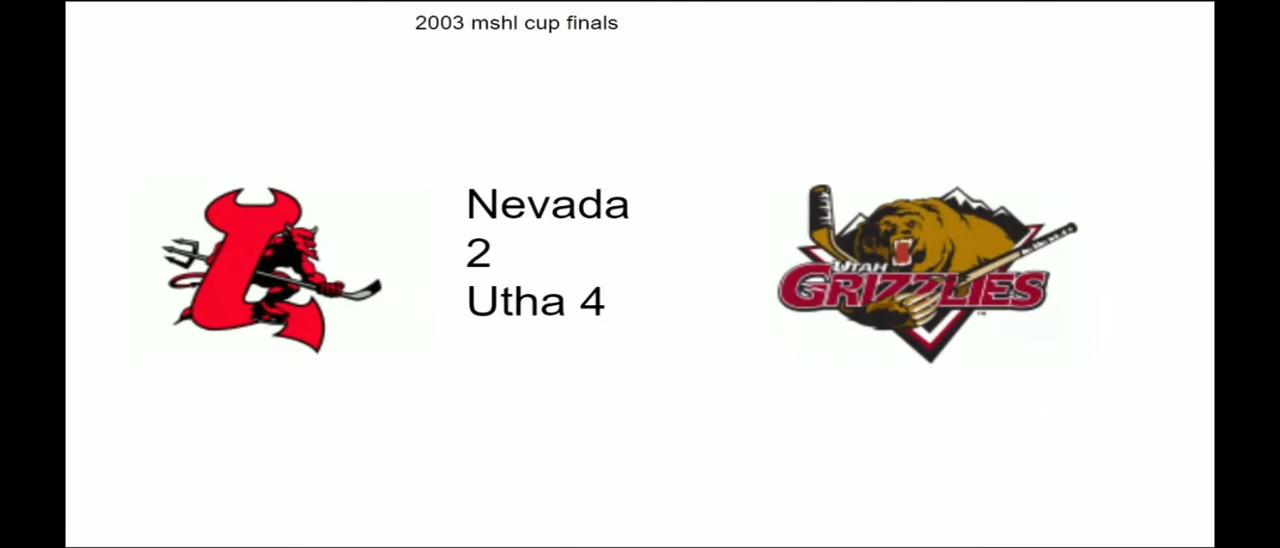 2003 mshl cup finals
Nevada
2
Utha 4
UTAH
GRIZZLIES